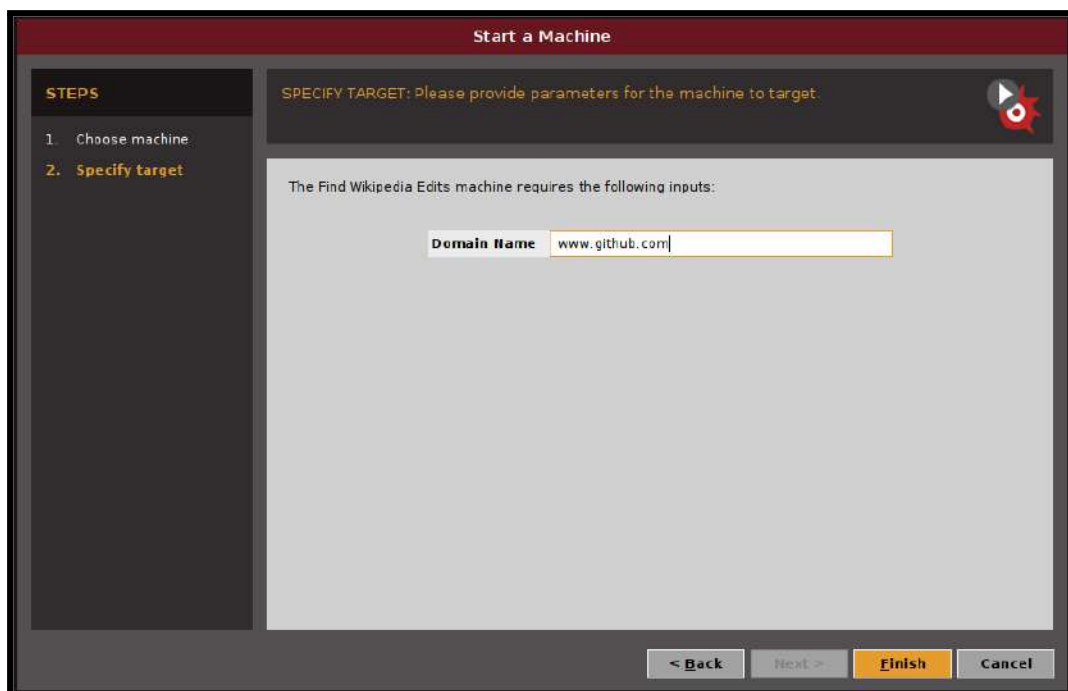 Start a Machine
STEPS
1. Choose machine
2. Specify target
SPECIFY TARGET: Please provide parameters for the machine to target.
The Find Wikipedia Edits machine requires the following inputs:
Domain Name www.github.com
< Back Next > Finish Cancel